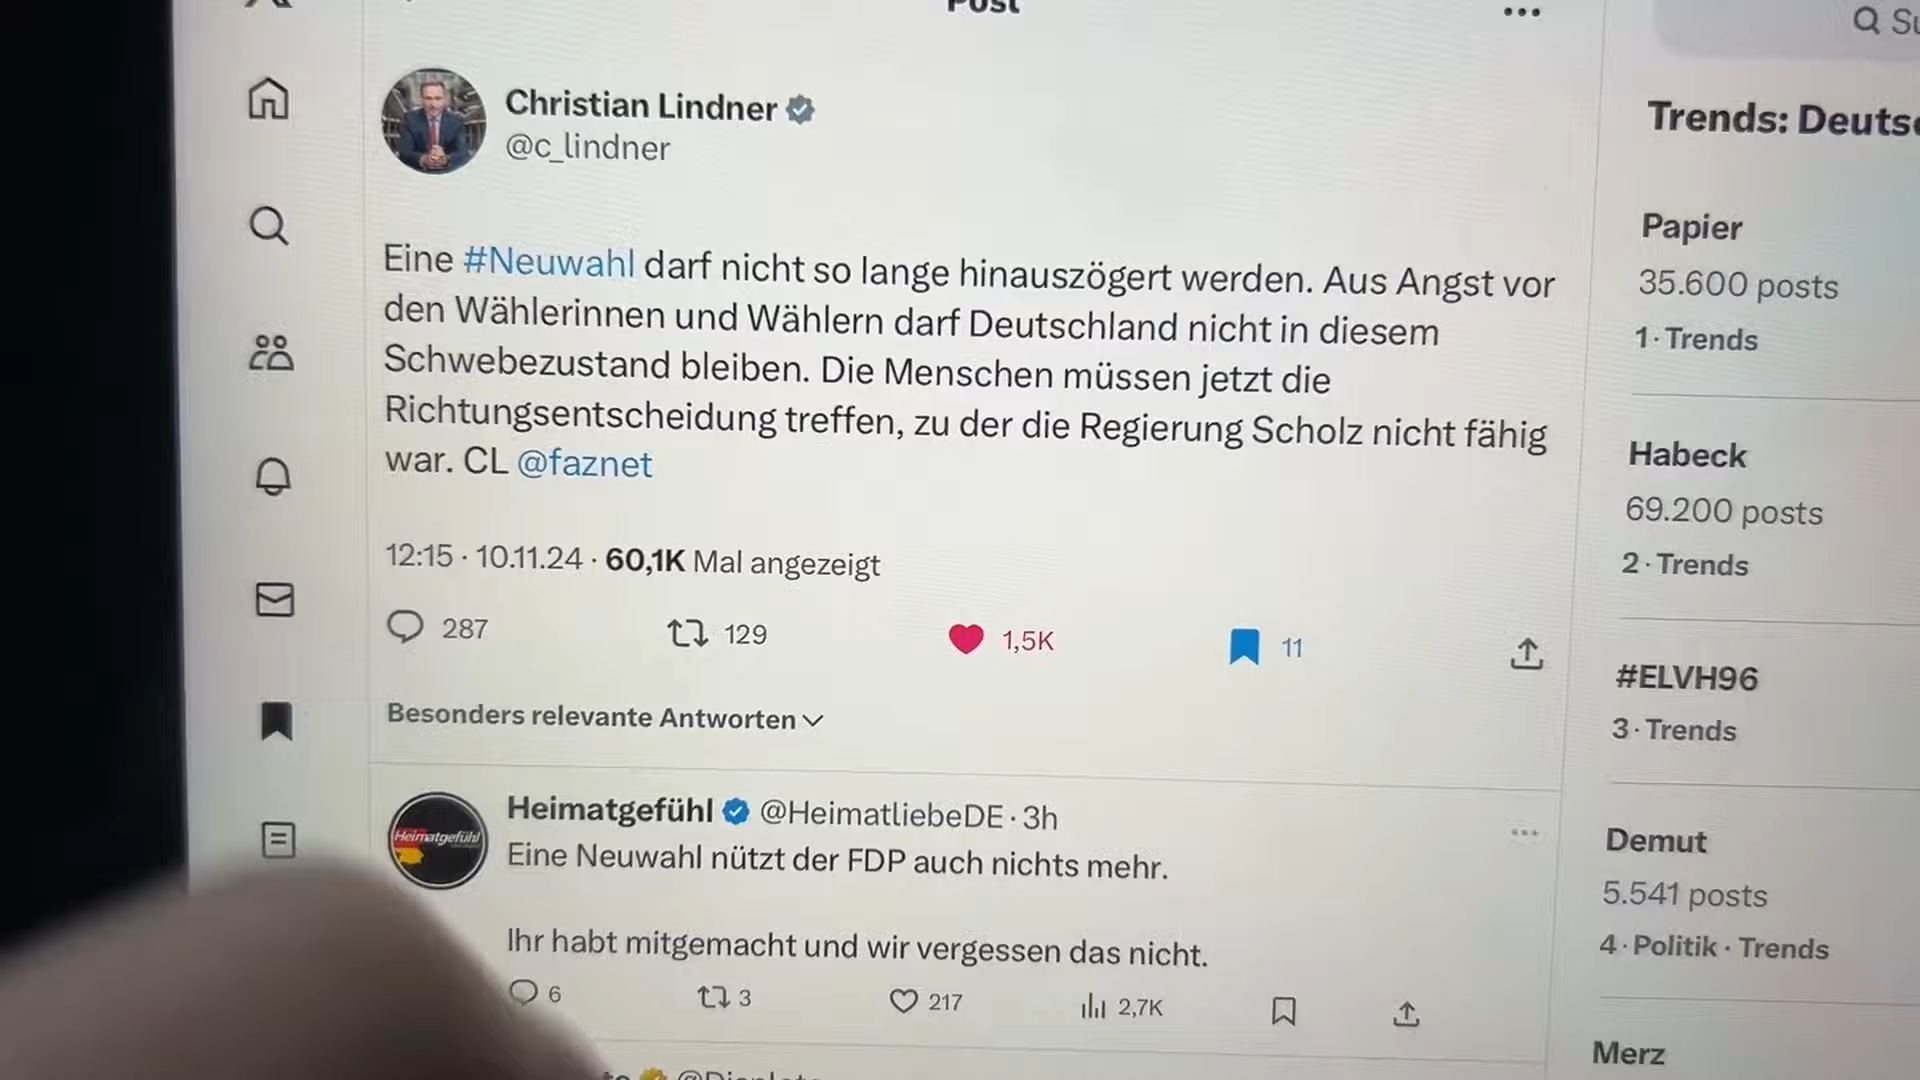 Post
Christian Lindner
@c_lindner
Eine #Neuwahl darf nicht so lange hinauszögert werden. Aus Angst vor
den Wählerinnen und Wählern darf Deutschland nicht in diesem
Schwebezustand bleiben. Die Menschen müssen jetzt die
Richtungsentscheidung treffen, zu der die Regierung Scholz nicht fähig
war. CL @faznet
12:15 · 10.11.24 · 60,1K Mal angezeigt
287 129 1,5K 11
Besonders relevante Antworten
Heimatgefühl @HeimatliebeDE · 3h
Heimatgefühl
Eine Neuwahl nützt der FDP auch nichts mehr.
Ihr habt mitgemacht und wir vergessen das nicht.
6 3 217 2,7K
Trends:
Papier
35.600 posts
1 · Trends
Habeck
69.200 posts
2 · Trends
#ELVH96
3 · Trends
Demut
5.541 posts
4 · Politik · Trends
Merz